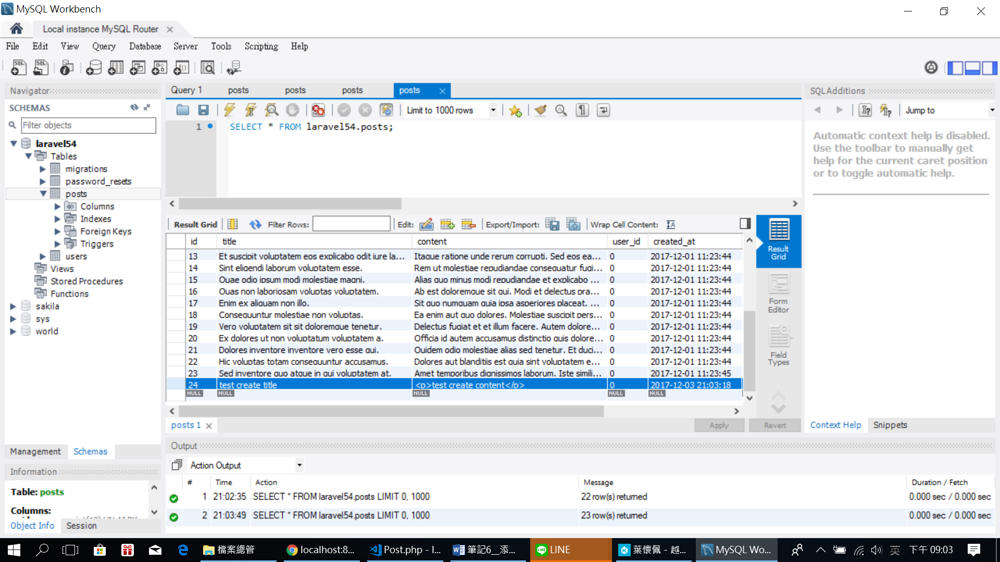 MySQL Workbench
Local instance MySQL Router
File Edit View Query Database Server Tools Scripting Help
Navigator
SCHEMAS
Filter objects
laravel54
Tables
migrations
password_resets
posts
Columns
Indexes
Foreign Keys
Triggers
users
Views
Stored Procedures
Functions
sakila
sys
world
Management Schemas
Information
Table: posts
Columns:
Object Info Session
Query 1 posts posts posts posts
Limit to 1000 rows
1 SELECT * FROM laravel54.posts;
Result Grid Filter Rows: Edit: Export/Import: Wrap Cell Content:
id title content user_id created_at
13 Et suscipit voluptatem eos explicabo odit iure la... Itaque ratione unde rerum corrupti. Sed eos ea... 0 2017-12-01 11:23:44
14 Sint eligendi laborum voluptatem esse. Rem ut molestiae repudiandae consequatur fugi... 0 2017-12-01 11:23:44
15 Quae odio ipsum modi molestiae magni. Alias quo minus modi repudiandae et explicabo ... 0 2017-12-01 11:23:44
16 Quas non laboriosam voluptas voluptatem. Ab est doloremque sit qui. Modi et delectus pra... 0 2017-12-01 11:23:44
17 Enim ex aliquam non illo. Sit quo numquam quia ipsa asperiores placeat. ... 0 2017-12-01 11:23:44
18 Consequuntur molestiae non voluptas. Ea enim aut quo dolores. Molestiae suscipit pers... 0 2017-12-01 11:23:44
19 Vero voluptatem sit sit doloremque tenetur. Delectus fugiat et et illum facere. Autem dolore... 0 2017-12-01 11:23:44
20 Ex dolores ut non voluptatum voluptatem a. Officia id autem accusamus distinctio quis dolore... 0 2017-12-01 11:23:44
21 Dolores inventore inventore vero esse qui. Quidem odio molestiae alias sed tenetur. Et duci... 0 2017-12-01 11:23:44
22 Hic voluptas totam consequuntur accusamus. Dolores aut blanditiis est quia sint voluptatem e... 0 2017-12-01 11:23:44
23 Sed inventore quo atque in qui voluptatem at. Amet temporibus dignissimos laborum. Iste simili... 0 2017-12-01 11:23:45
24 test create title <p>test create content</p> 0 2017-12-03 21:03:18
NULL NULL NULL NULL NULL
Result Grid
Form Editor
Field Types
posts 1 Apply Revert
SQLAdditions
Jump to
Automatic context help is disabled.
Use the toolbar to manually get
help for the current caret position
or to toggle automatic help.
Context Help Snippets
Output
Action Output
# Time Action Message Duration / Fetch
1 21:02:35 SELECT * FROM laravel54.posts LIMIT 0, 1000 22 row(s) returned 0.000 sec / 0.000 sec
2 21:03:49 SELECT * FROM laravel54.posts LIMIT 0, 1000 23 row(s) returned 0.000 sec / 0.000 sec
檔案總管 localhost:8... Post.php - I... 筆記6__添... LINE 葉懷佩 - 越... MySQL Wo... 英 下午 09:03